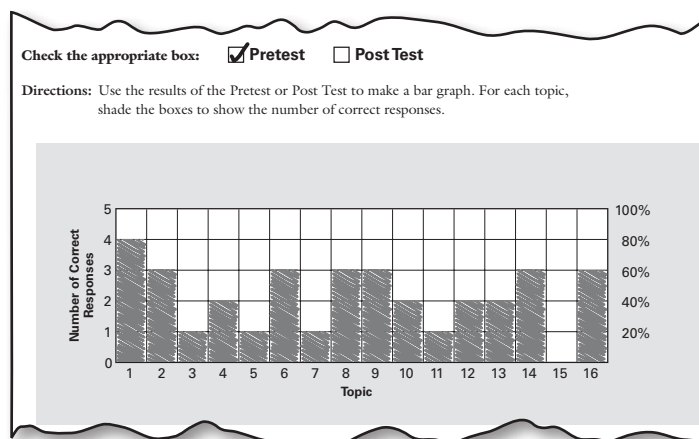 Check the appropriate box: Pretest Post Test
Directions: Use the results of the Pretest or Post Test to make a bar graph. For each topic,
shade the boxes to show the number of correct responses.
Number of Correct
Responses
5 100%
4 80%
3 60%
2 40%
1 20%
0
1 2 3 4 5 6 7 8 9 10 11 12 13 14 15 16
Topic